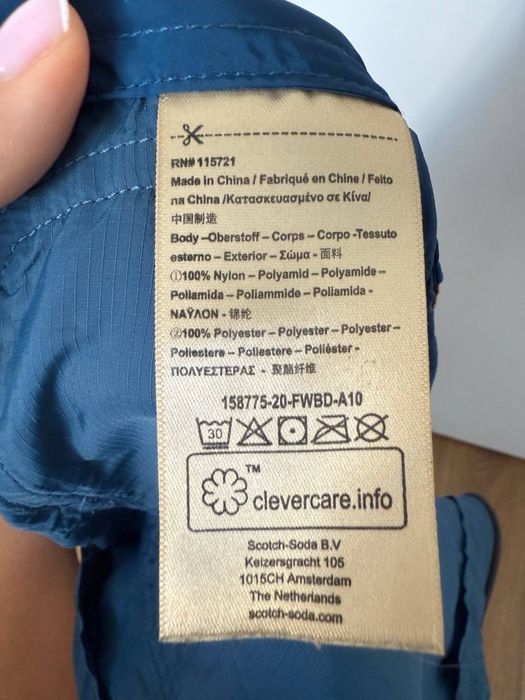 RN# 115721
Made in China / Fabriqué en Chine / Feito
na China /Κατασκευασμένο σε Κίνα/
中国制造
Body –Oberstoff – Corps – Corpo -Tessuto
esterno – Exterior – Σώμα - 面料
①100% Nylon – Polyamid – Polyamide –
Poliamida – Poliammide – Poliamida -
ΝΑΫΛΟΝ - 锦纶
②100% Polyester – Polyester – Polyester –
Poliestere – Poliestere – Poliéster -
ΠΟΛΥΕΣΤΕΡΑΣ - 聚酯纤维
158775-20-FWBD-A10
30
TM
clevercare.info
Scotch-Soda B.V
Keizersgracht 105
1015CH Amsterdam
The Netherlands
scotch-soda.com